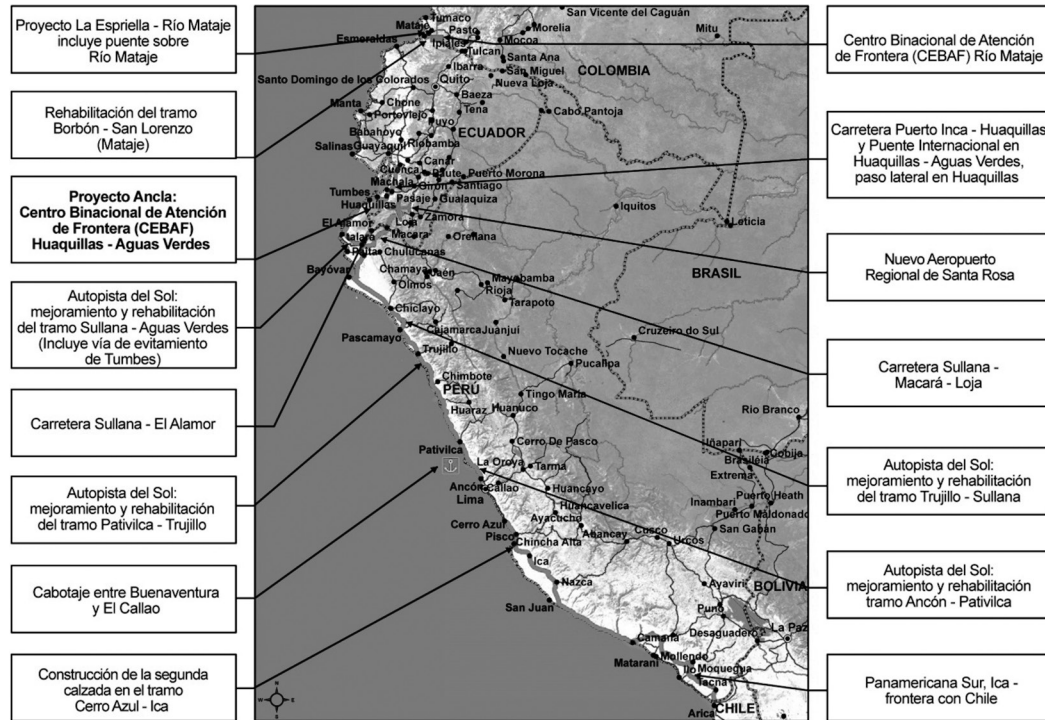 Proyecto La Espriella - Río Mataje
incluye puente sobre
Río Mataje
Rehabilitación del tramo
Borbón - San Lorenzo
(Mataje)
Proyecto Ancla:
Centro Binacional de Atención
de Frontera (CEBAF)
Huaquillas - Aguas Verdes
Autopista del Sol:
mejoramiento y rehabilitación
del tramo Sullana - Aguas Verdes
(Incluye vía de evitamiento
de Tumbes)
Carretera Sullana - El Alamor
Autopista del Sol:
mejoramiento y rehabilitación
del tramo Pativilca - Trujillo
Cabotaje entre Buenaventura
y El Callao
Construcción de la segunda
calzada en el tramo
Cerro Azul - Ica
Tumaco
San Vicente del Caguán
Mataje
Pasto
Morelia
Mitu
Esmeraldas
Ipiales
Mocoa
Tulcan
Santa Ana
Ibarra
San Miguel
COLOMBIA
Santo Domingo de los Colorados
Quito
Nueva Loja
Baeza
Manta
Chone
Tena
Cabo Pantoja
Portoviejo
Puyo
Babahoyo
ECUADOR
Salinas
Guayaquil
Riobamba
Canar
Cuenca
Paute
Puerto Morona
Machala
Giron
Santiago
Tumbes
Pasaje
Gualaquiza
Huaquillas
Iquitos
Zamora
Leticia
El Alamor
Loja
Talara
Macara
Orellana
Paita
Chulucanas
BRASIL
Bayóvar
Chamaya
Jaen
Olmos
Moyobamba
Rioja
Tarapoto
Chiclayo
Cajamarca
Juanjui
Cruzeiro do Sul
Pascamayo
Trujillo
Nuevo Tocache
Pucallpa
Chimbote
PERÚ
Tingo Maria
Huaraz
Huanuco
Rio Branco
Pativilca
Cerro De Pasco
Iñapari
Cobija
Brasiléia
La Oroya
Tarma
Extrema
Ancón
Callao
Lima
Huancayo
Puerto Heath
Inambari
Huancavelica
Puerto Maldonado
Cerro Azul
Ayacucho
Cusco
San Gabán
Pisco
Abancay
Chincha Alta
Urcos
Ica
Nazca
Ayaviri
BOLIVIA
San Juan
Puno
La Paz
Desaguadero
Camaná
Mollendo
Matarani
Moquegua
Ilo
Tacna
Arica
CHILE
N
W
E
S
Centro Binacional de Atención
de Frontera (CEBAF) Río Mataje
Carretera Puerto Inca - Huaquillas
y Puente Internacional en
Huaquillas - Aguas Verdes,
paso lateral en Huaquillas
Nuevo Aeropuerto
Regional de Santa Rosa
Carretera Sullana -
Macará - Loja
Autopista del Sol:
mejoramiento y rehabilitación
del tramo Trujillo - Sullana
Autopista del Sol:
mejoramiento y rehabilitación
tramo Ancón - Pativilca
Panamericana Sur, Ica -
frontera con Chile